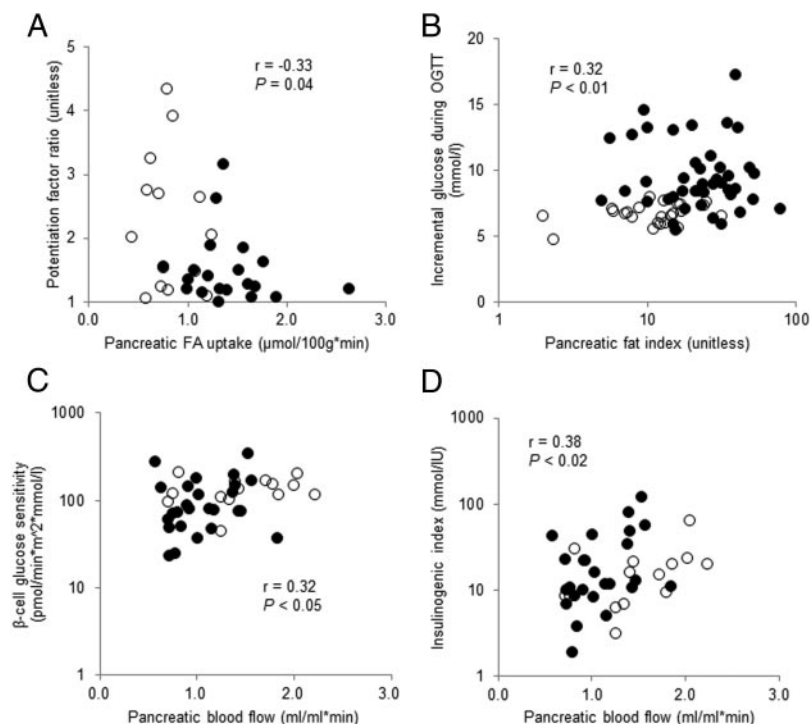 A
r = -0.33
P = 0.04
Potentiation factor ratio (unitless)
5
4
3
2
1
0.0
1.0
2.0
3.0
Pancreatic FA uptake (µmol/100g*min)
B
r = 0.32
P < 0.01
Incremental glucose during OGTT
(mmol/l)
20
15
10
5
0
1
10
100
Pancreatic fat index (unitless)
C
β-cell glucose sensitivity
(pmol/min*m^2*mmol/l)
1000
100
10
1
r = 0.32
P < 0.05
0.0
1.0
2.0
3.0
Pancreatic blood flow (ml/ml*min)
D
r = 0.38
P < 0.02
Insulinogenic index (mmol/IU)
1000
100
10
1
0.0
1.0
2.0
3.0
Pancreatic blood flow (ml/ml*min)